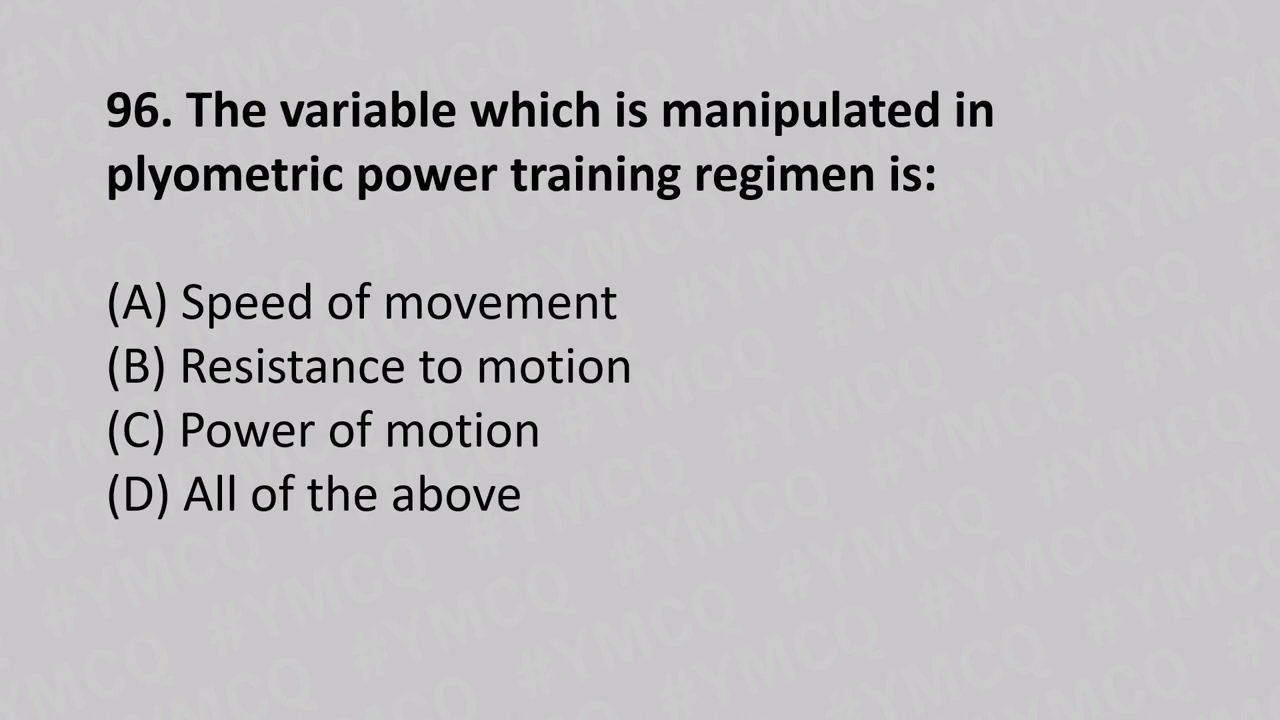 96. The variable which is manipulated in
plyometric power training regimen is:
(A) Speed of movement
(B) Resistance to motion
(C) Power of motion
(D) All of the above
#YMCQ